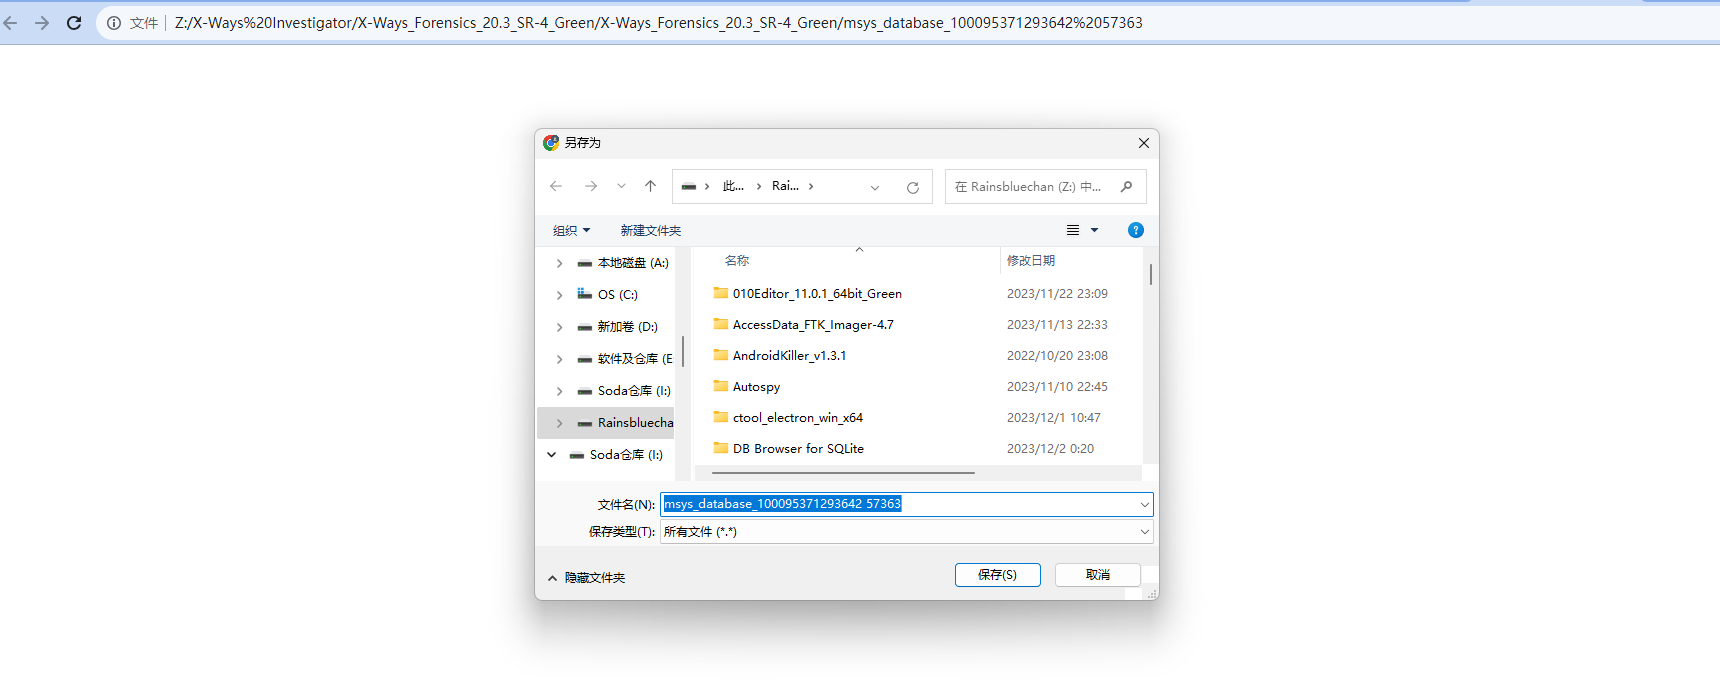 文件 Z:/X-Ways%20Investigator/X-Ways_Forensics_20.3_SR-4_Green/X-Ways_Forensics_20.3_SR-4_Green/msys_database_100095371293642%2057363
另存为
此... Rai... 在 Rainsbluechan (Z:) 中...
组织 新建文件夹
名称 修改日期
本地磁盘 (A:)
OS (C:)
新加卷 (D:)
软件及仓库 (E
Soda仓库 (I:)
Rainsbluecha
Soda仓库 (I:)
010Editor_11.0.1_64bit_Green 2023/11/22 23:09
AccessData_FTK_Imager-4.7 2023/11/13 22:33
AndroidKiller_v1.3.1 2022/10/20 23:08
Autospy 2023/11/10 22:45
ctool_electron_win_x64 2023/12/1 10:47
DB Browser for SQLite 2023/12/2 0:20
文件名(N): msys_database_100095371293642 57363
保存类型(T): 所有文件 (*.*)
隐藏文件夹 保存(S) 取消